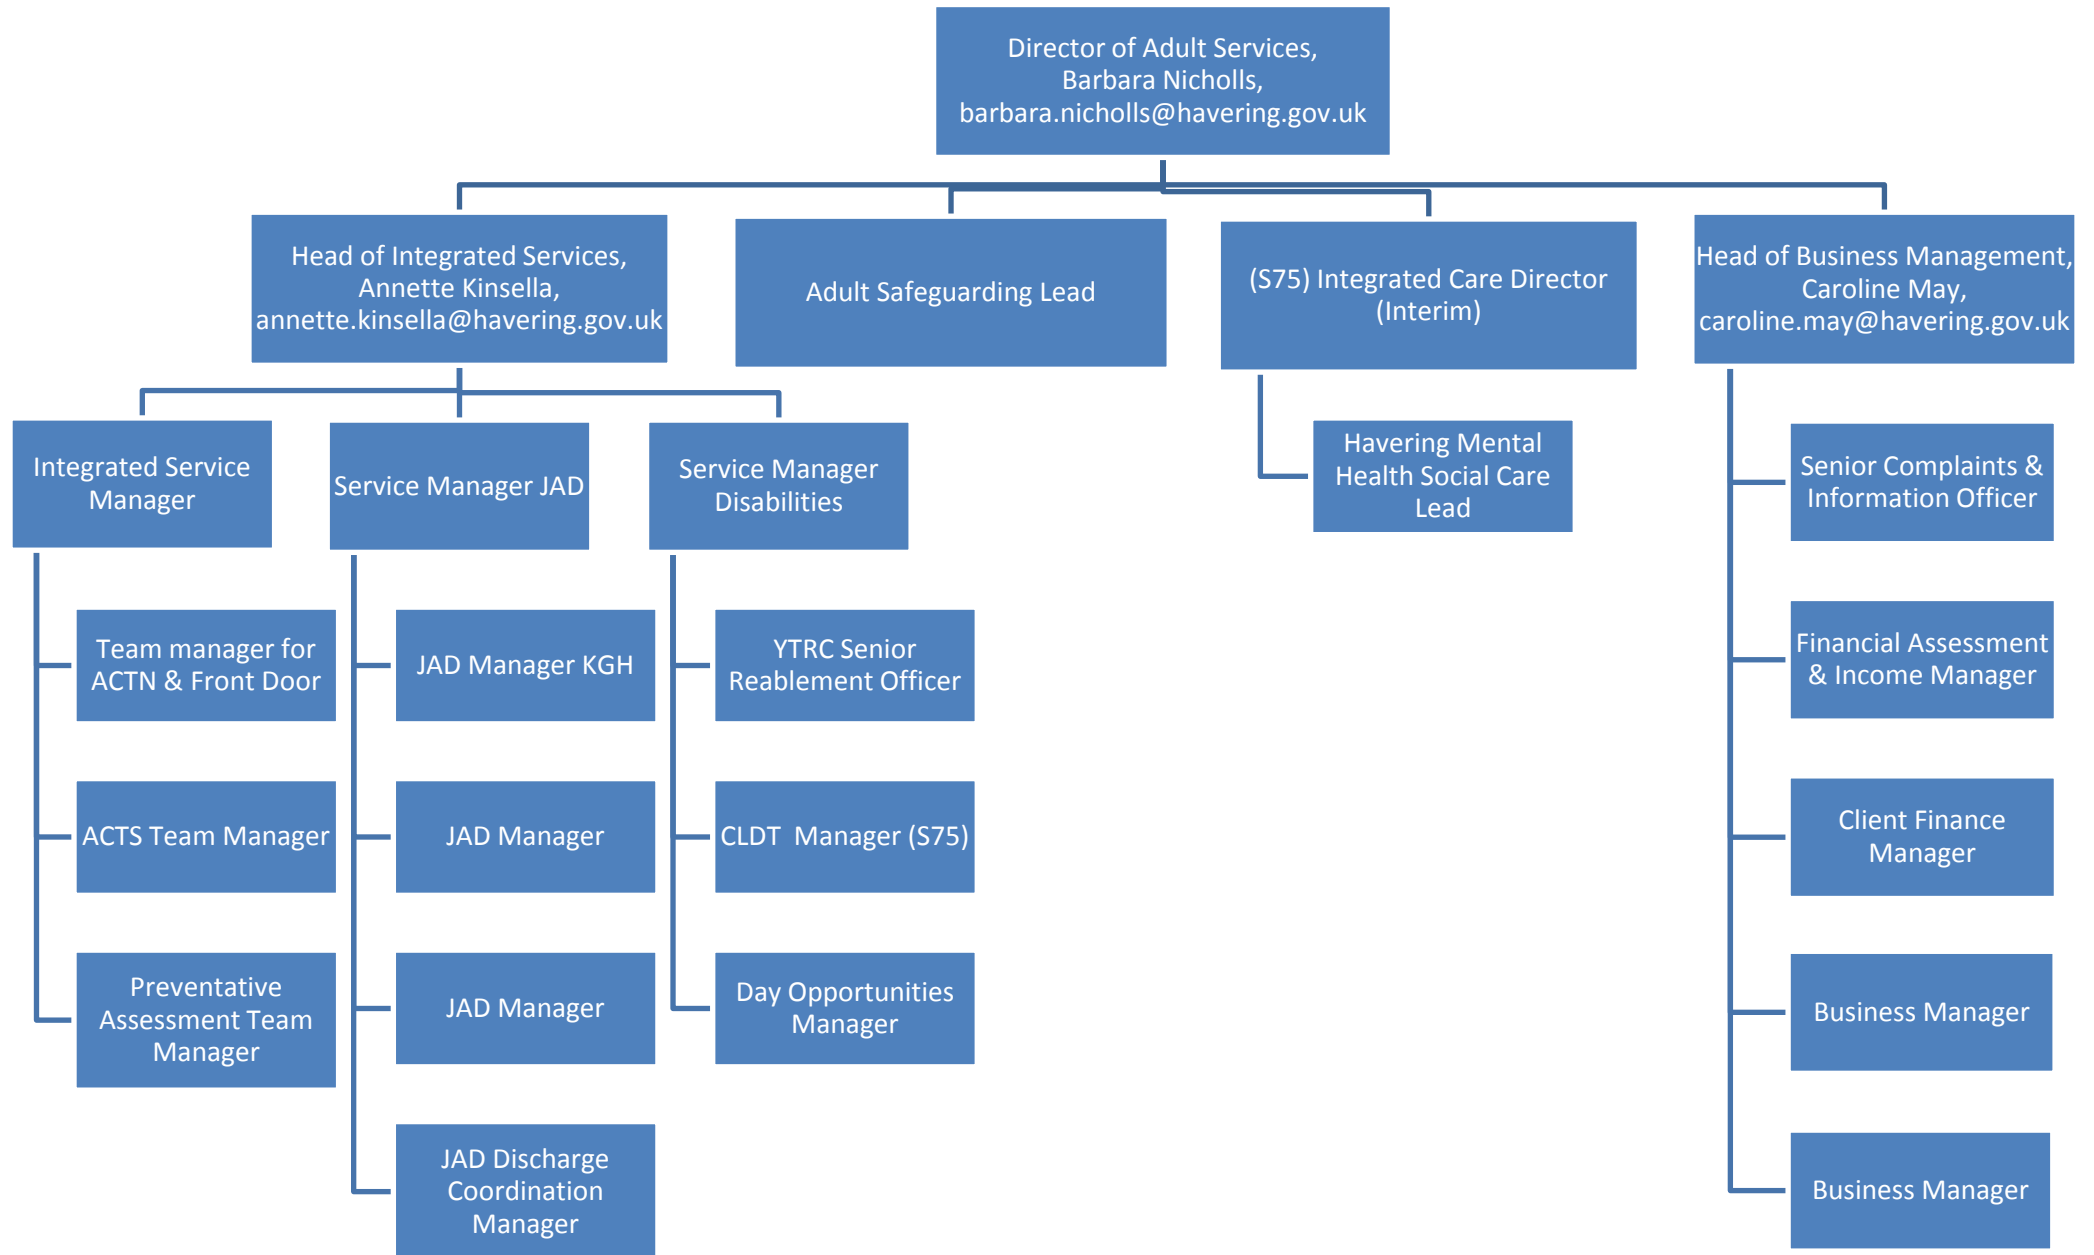 Director of Adult Services,
Barbara Nicholls,
barbara.nicholls@havering.gov.uk
Head of Integrated Services,
Annette Kinsella,
annette.kinsella@havering.gov.uk
Adult Safeguarding Lead
(S75) Integrated Care Director
(Interim)
Head of Business Management,
Caroline May,
caroline.may@havering.gov.uk
Integrated Service
Manager
Service Manager JAD
Service Manager
Disabilities
Havering Mental
Health Social Care
Lead
Senior Complaints &
Information Officer
Team manager for
ACTN & Front Door
JAD Manager KGH
YTRC Senior
Reablement Officer
Financial Assessment
& Income Manager
ACTS Team Manager
JAD Manager
CLDT  Manager (S75)
Client Finance
Manager
Preventative
Assessment Team
Manager
JAD Manager
Day Opportunities
Manager
Business Manager
JAD Discharge
Coordination
Manager
Business Manager